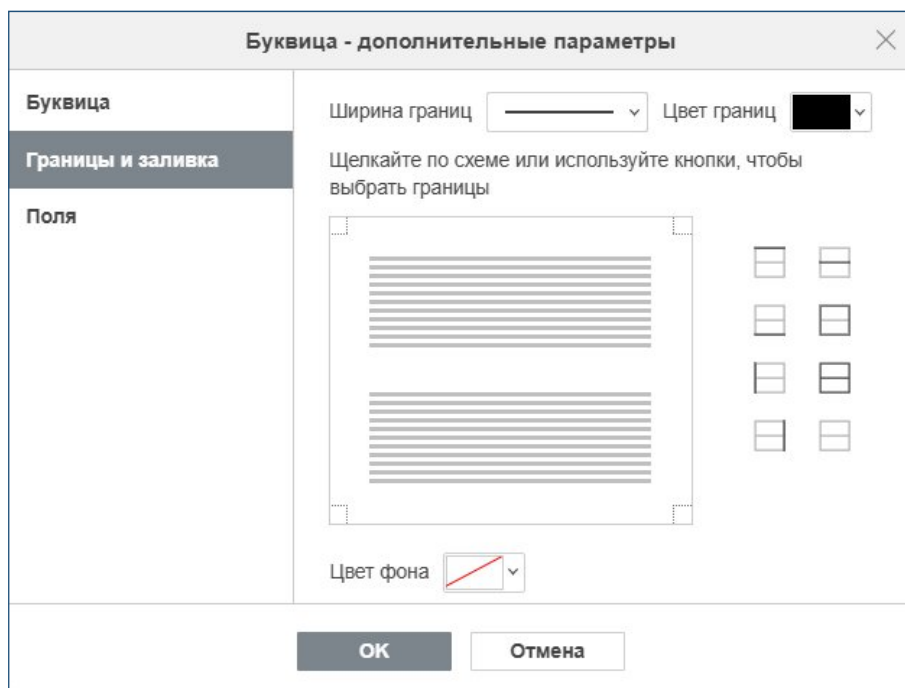 Буквица - дополнительные параметры
Буквица
Границы и заливка
Поля
Ширина границ
Цвет границ
Щелкайте по схеме или используйте кнопки, чтобы
выбрать границы
Цвет фона
OK
Отмена